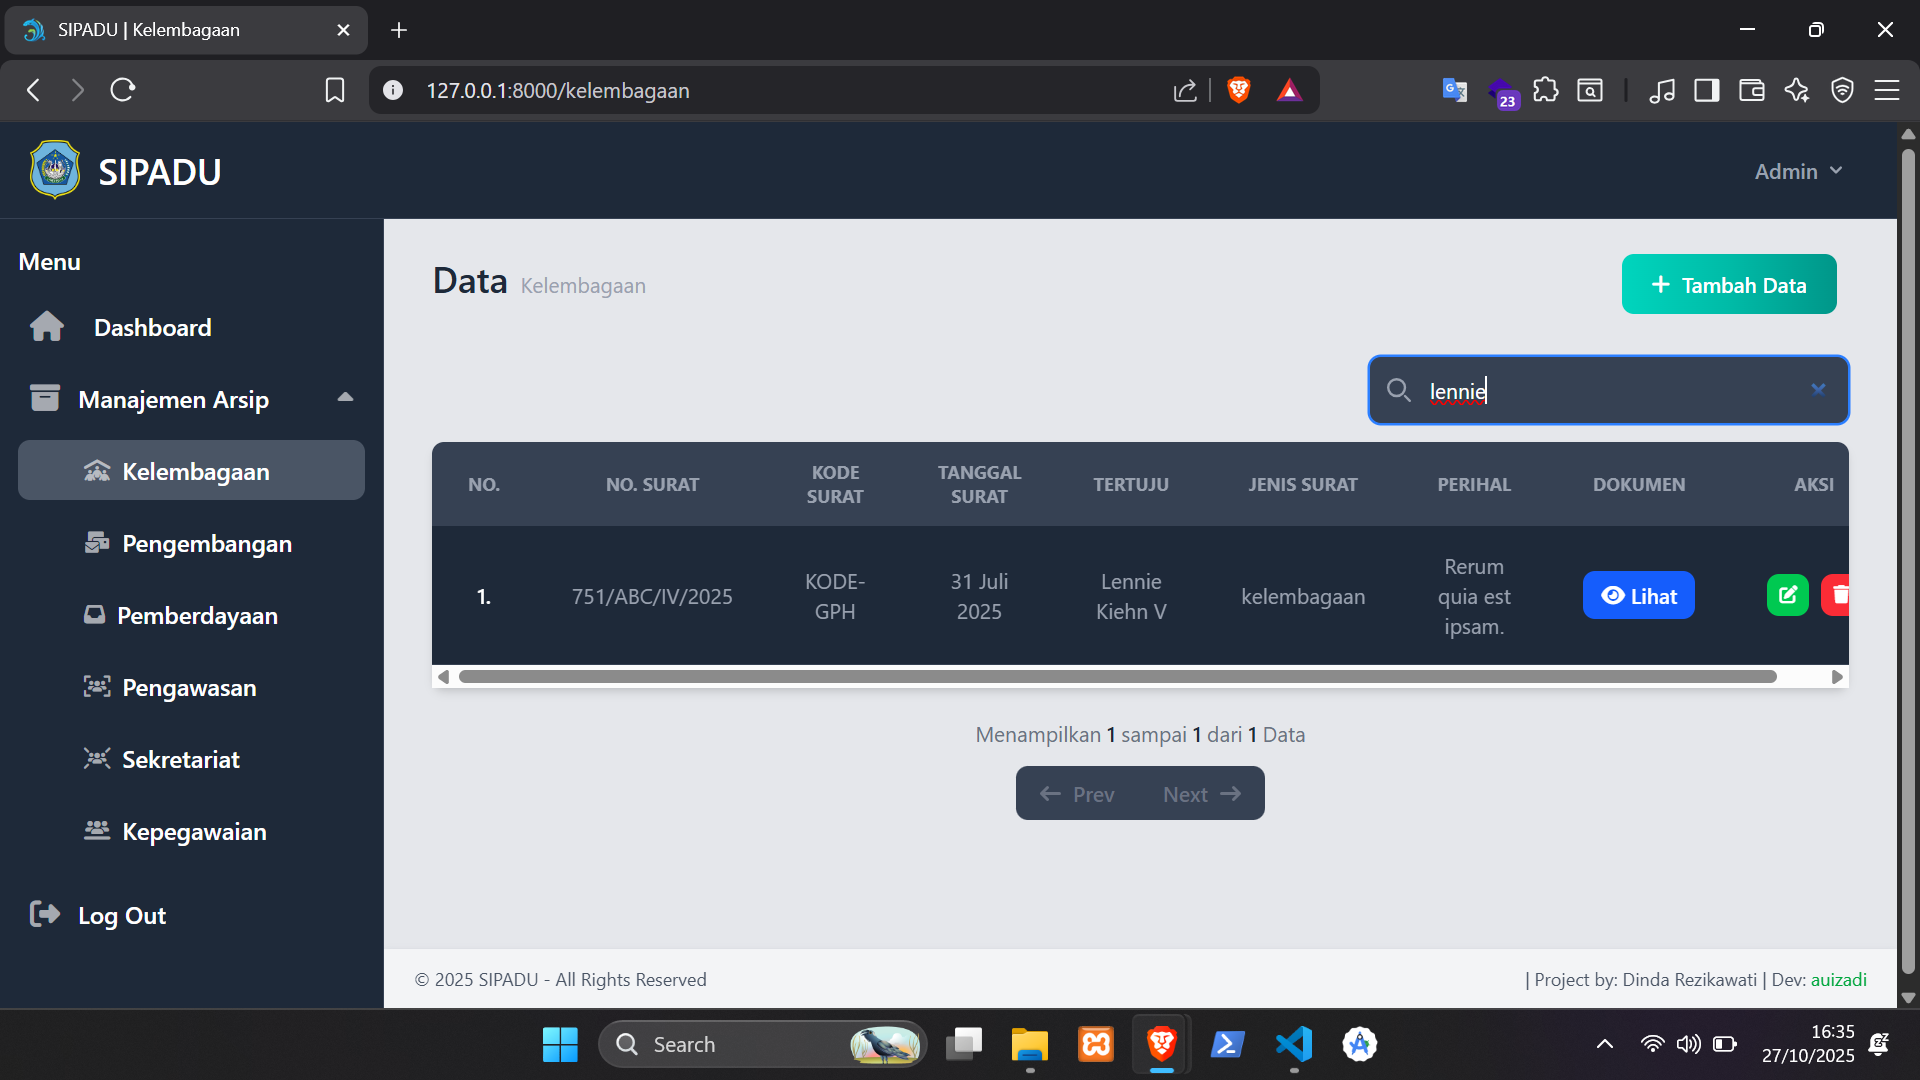 SIPADU | Kelembagaan
127.0.0.1:8000/kelembagaan
23
SIPADU
Admin
Menu
Dashboard
Manajemen Arsip
Kelembagaan
Pengembangan
Pemberdayaan
Pengawasan
Sekretariat
Kepegawaian
Log Out
Data Kelembagaan
+ Tambah Data
lennie
NO. NO. SURAT KODE SURAT TANGGAL SURAT TERTUJU JENIS SURAT PERIHAL DOKUMEN AKSI
1. 751/ABC/IV/2025 KODE-GPH 31 Juli 2025 Lennie Kiehn V kelembagaan Rerum quia est ipsam. Lihat
Menampilkan 1 sampai 1 dari 1 Data
Prev Next
© 2025 SIPADU - All Rights Reserved
| Project by: Dinda Rezikawati | Dev: auizadi
Search
16:35
27/10/2025